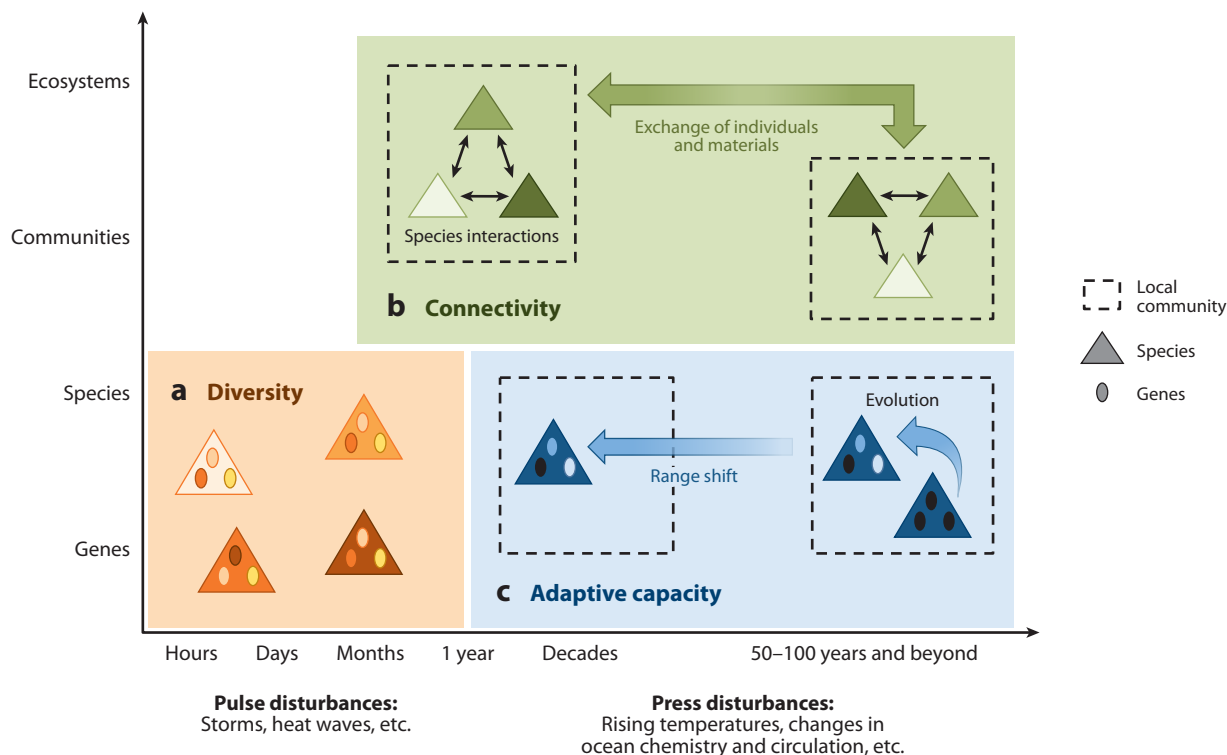 Ecosystems
Communities
Species
Genes
Exchange of individuals
and materials
Species interactions
b Connectivity
a Diversity
Evolution
Range shift
c Adaptive capacity
Local
community
Species
Genes
Hours
Days
Months
1 year
Decades
50–100 years and beyond
Pulse disturbances:
Storms, heat waves, etc.
Press disturbances:
Rising temperatures, changes in
ocean chemistry and circulation, etc.